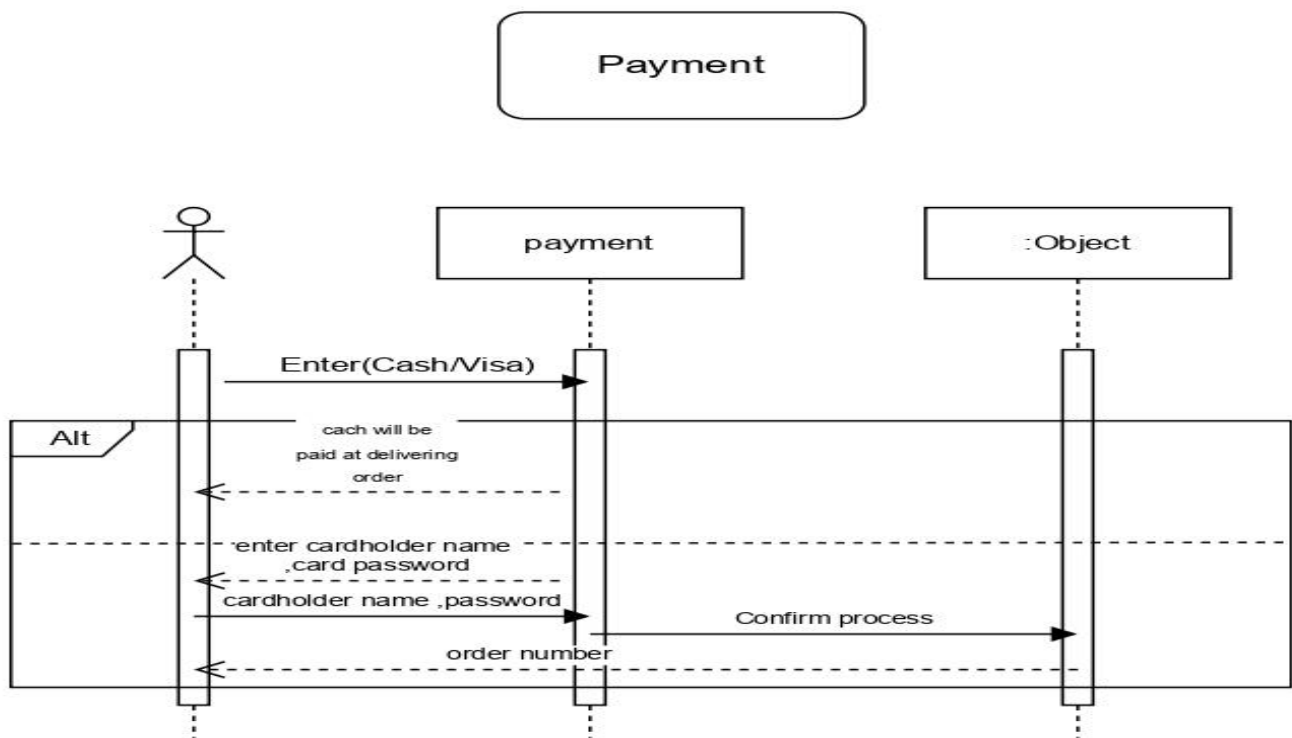 Payment
payment
:Object
Enter(Cash/Visa)
Alt
cach will be
paid at delivering
order
enter cardholder name
,card password
cardholder name ,password
Confirm process
order number